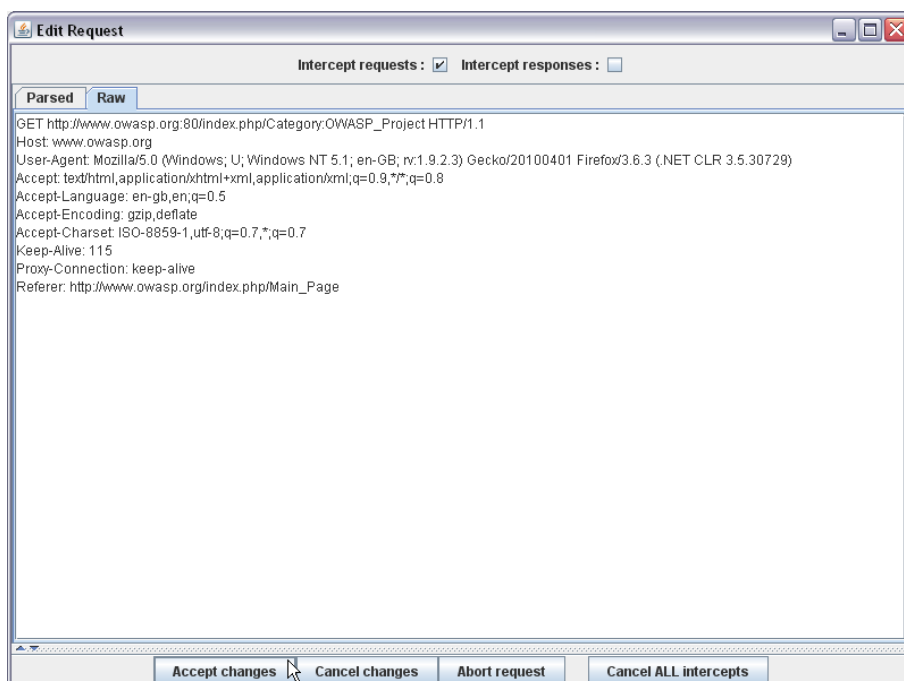 Edit Request
Intercept requests : Intercept responses :
Parsed Raw
GET http://www.owasp.org:80/index.php/Category:OWASP_Project HTTP/1.1
Host: www.owasp.org
User-Agent: Mozilla/5.0 (Windows; U; Windows NT 5.1; en-GB; rv:1.9.2.3) Gecko/20100401 Firefox/3.6.3 (.NET CLR 3.5.30729)
Accept: text/html,application/xhtml+xml,application/xml;q=0.9,*/*;q=0.8
Accept-Language: en-gb,en;q=0.5
Accept-Encoding: gzip,deflate
Accept-Charset: ISO-8859-1,utf-8;q=0.7,*;q=0.7
Keep-Alive: 115
Proxy-Connection: keep-alive
Referer: http://www.owasp.org/index.php/Main_Page
Accept changes Cancel changes Abort request Cancel ALL intercepts